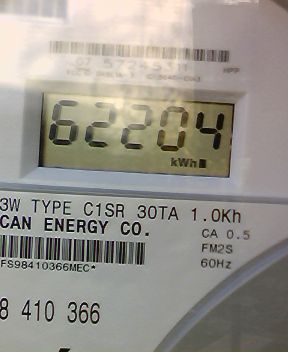 62204
kWh
3W TYPE C1SR 30TA 1.0Kh
CAN ENERGY CO.
CA 0.5
FM2S
FS98410366MEC*
60Hz
8 410 366